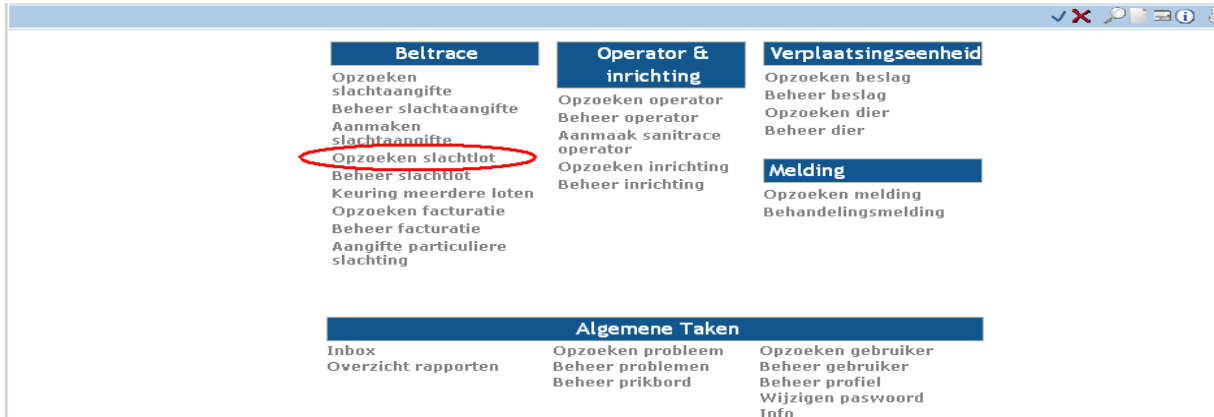 Beltrace
Opzoeken
slachtaangifte
Beheer slachtaangifte
Aanmaken
slachtaangifte
Opzoeken slachtlot
Beheer slachtlot
Keuring meerdere loten
Opzoeken facturatie
Beheer facturatie
Aangifte particuliere
slachting
Operator &
inrichting
Opzoeken operator
Beheer operator
Aanmaak sanitrace
operator
Opzoeken inrichting
Beheer inrichting
Verplaatsingseenheid
Opzoeken beslag
Beheer beslag
Opzoeken dier
Beheer dier
Melding
Opzoeken melding
Behandelingsmelding
Algemene Taken
Inbox
Overzicht rapporten
Opzoeken probleem
Beheer problemen
Beheer prikbord
Opzoeken gebruiker
Beheer gebruiker
Beheer profiel
Wijzigen paswoord
Info